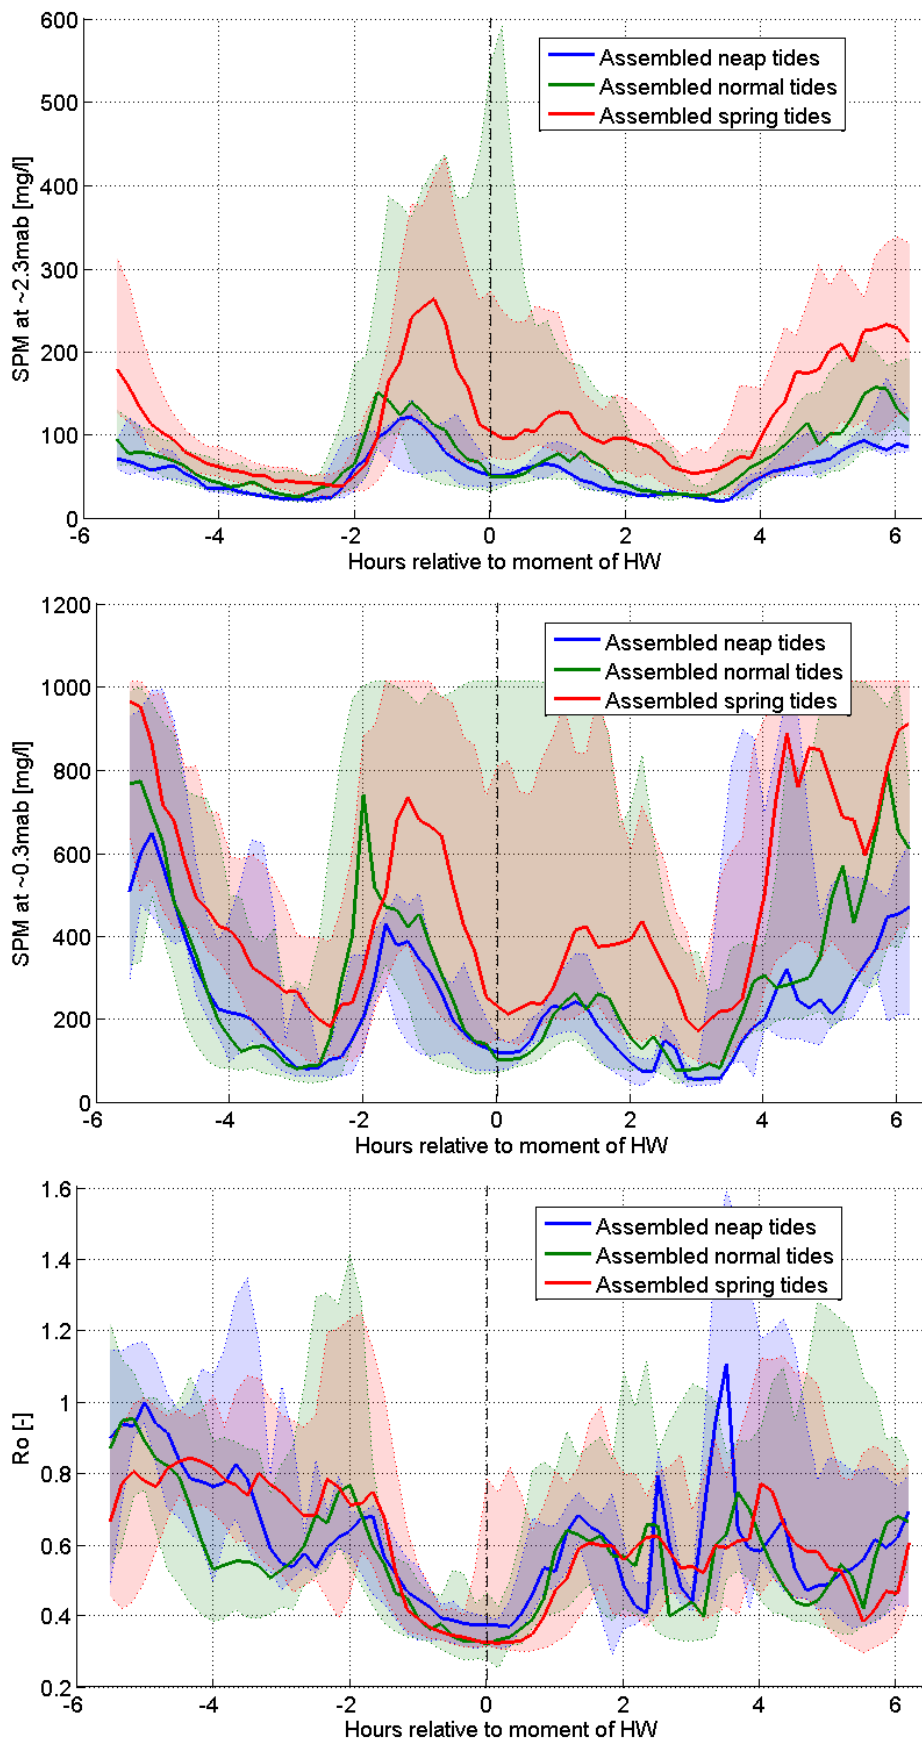 600
500
400
300
200
100
0
SPM at ~2.3mab [mg/l]
Assembled neap tides
Assembled normal tides
Assembled spring tides
-6 -4 -2 0 2 4 6
Hours relative to moment of HW
1200
1000
800
600
400
200
0
SPM at ~0.3mab [mg/l]
Assembled neap tides
Assembled normal tides
Assembled spring tides
-6 -4 -2 0 2 4 6
Hours relative to moment of HW
1.6
1.4
1.2
1
0.8
0.6
0.4
0.2
Ro [-]
Assembled neap tides
Assembled normal tides
Assembled spring tides
-6 -4 -2 0 2 4 6
Hours relative to moment of HW